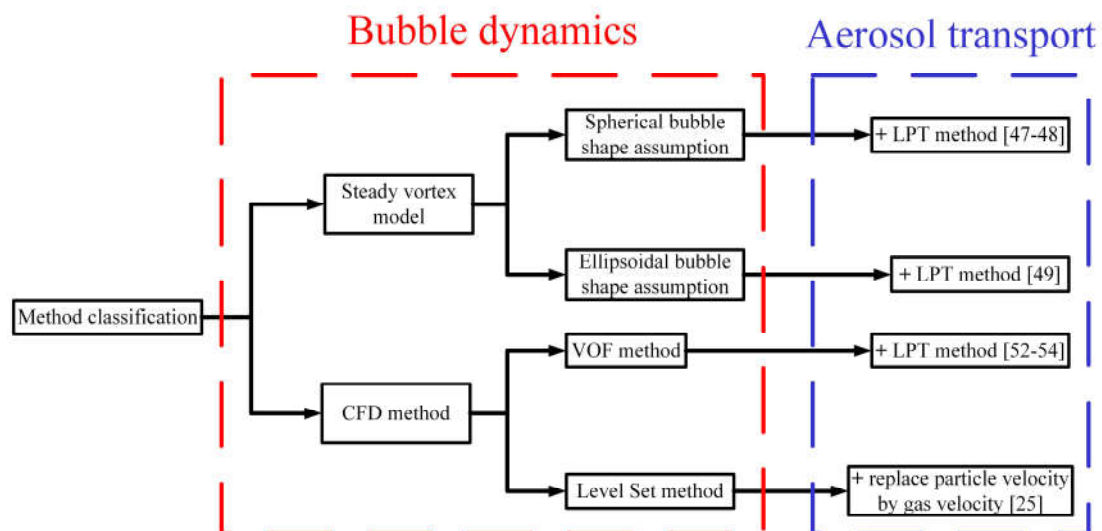 Bubble dynamics
Aerosol transport
Spherical bubble
shape assumption
+ LPT method [47-48]
Steady vortex
model
Ellipsoidal bubble
shape assumption
+ LPT method [49]
Method classification
VOF method
+ LPT method [52-54]
CFD method
Level Set method
+ replace particle velocity
by gas velocity [25]